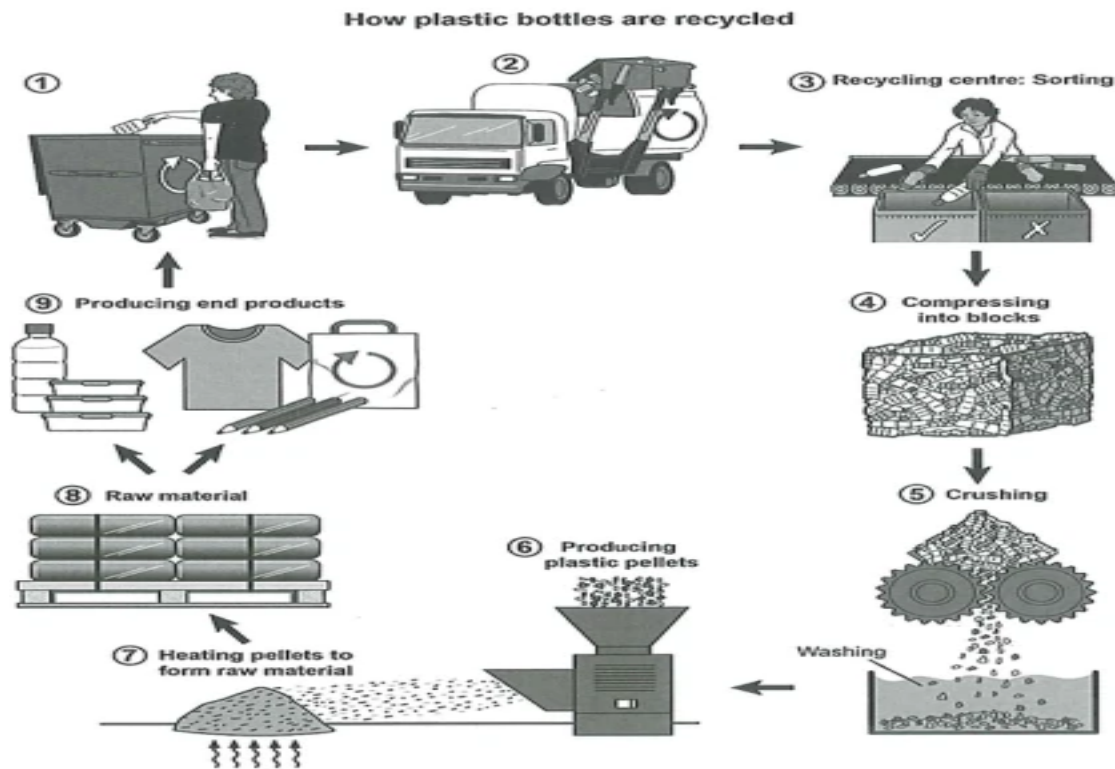 How plastic bottles are recycled
1
2
3 Recycling centre: Sorting
4 Compressing
into blocks
5 Crushing
Washing
6 Producing
plastic pellets
7 Heating pellets to
form raw material
8 Raw material
9 Producing end products